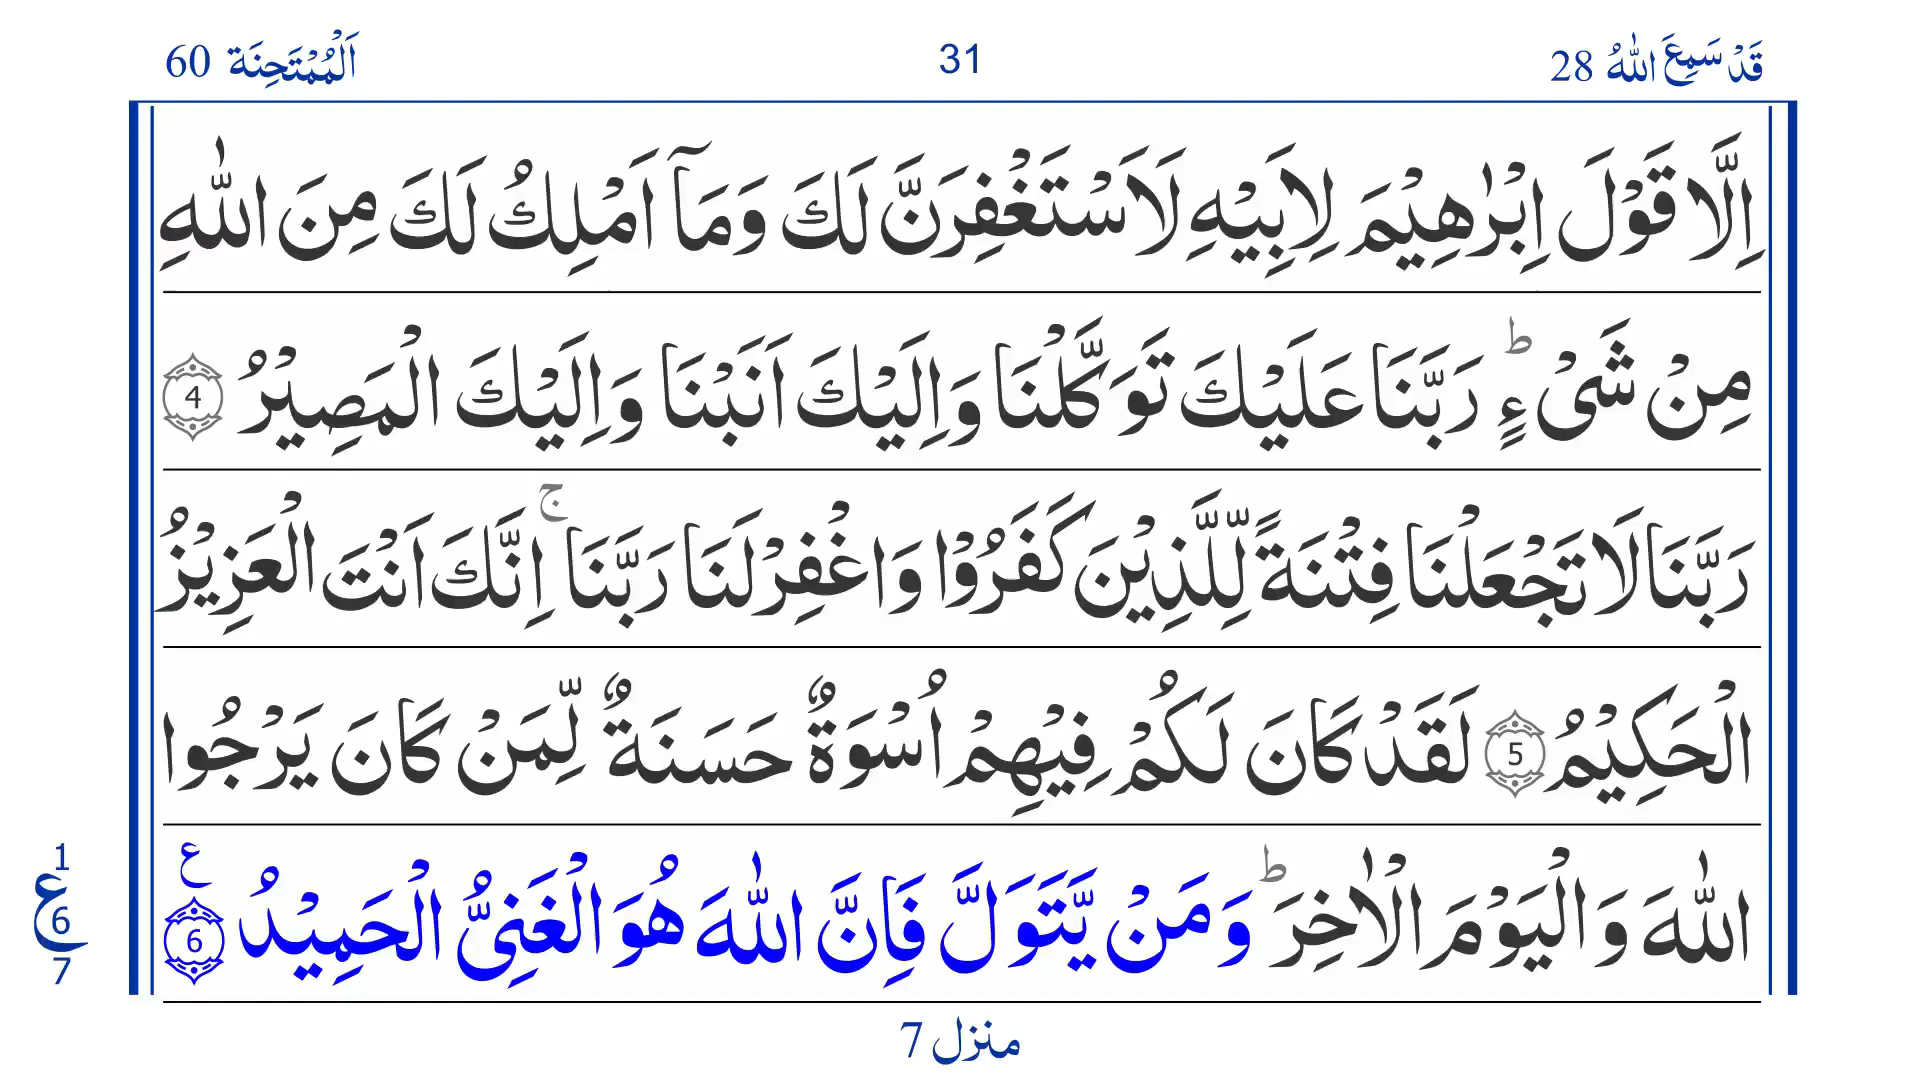 قَدْ سَمِعَ اللّٰهُ 28
31
اَلْمُمْتَحِنَة 60
اِلَّا قَوْلَ اِبْرٰهِيْمَ لِاَبِيْهِ لَاَسْتَغْفِرَنَّ لَكَ وَمَآ اَمْلِكُ لَكَ مِنَ اللّٰهِ
مِنْ شَىْءٍ ؕ رَبَّنَا عَلَيْكَ تَوَكَّلْنَا وَاِلَيْكَ اَنَبْنَا وَاِلَيْكَ الْمَصِيْرُ 4
رَبَّنَا لَا تَجْعَلْنَا فِتْنَةً لِّلَّذِيْنَ كَفَرُوْا وَاغْفِرْ لَنَا رَبَّنَا ۚ اِنَّكَ اَنْتَ الْعَزِيْزُ
الْحَكِيْمُ 5 لَقَدْ كَانَ لَكُمْ فِيْهِمْ اُسْوَةٌ حَسَنَةٌ لِّمَنْ كَانَ يَرْجُوا
اللّٰهَ وَالْيَوْمَ الْاٰخِرَ ؕ وَمَنْ يَّتَوَلَّ فَاِنَّ اللّٰهَ هُوَ الْغَنِىُّ الْحَمِيْدُ 6 ع
1
ع 6
7
منزل 7